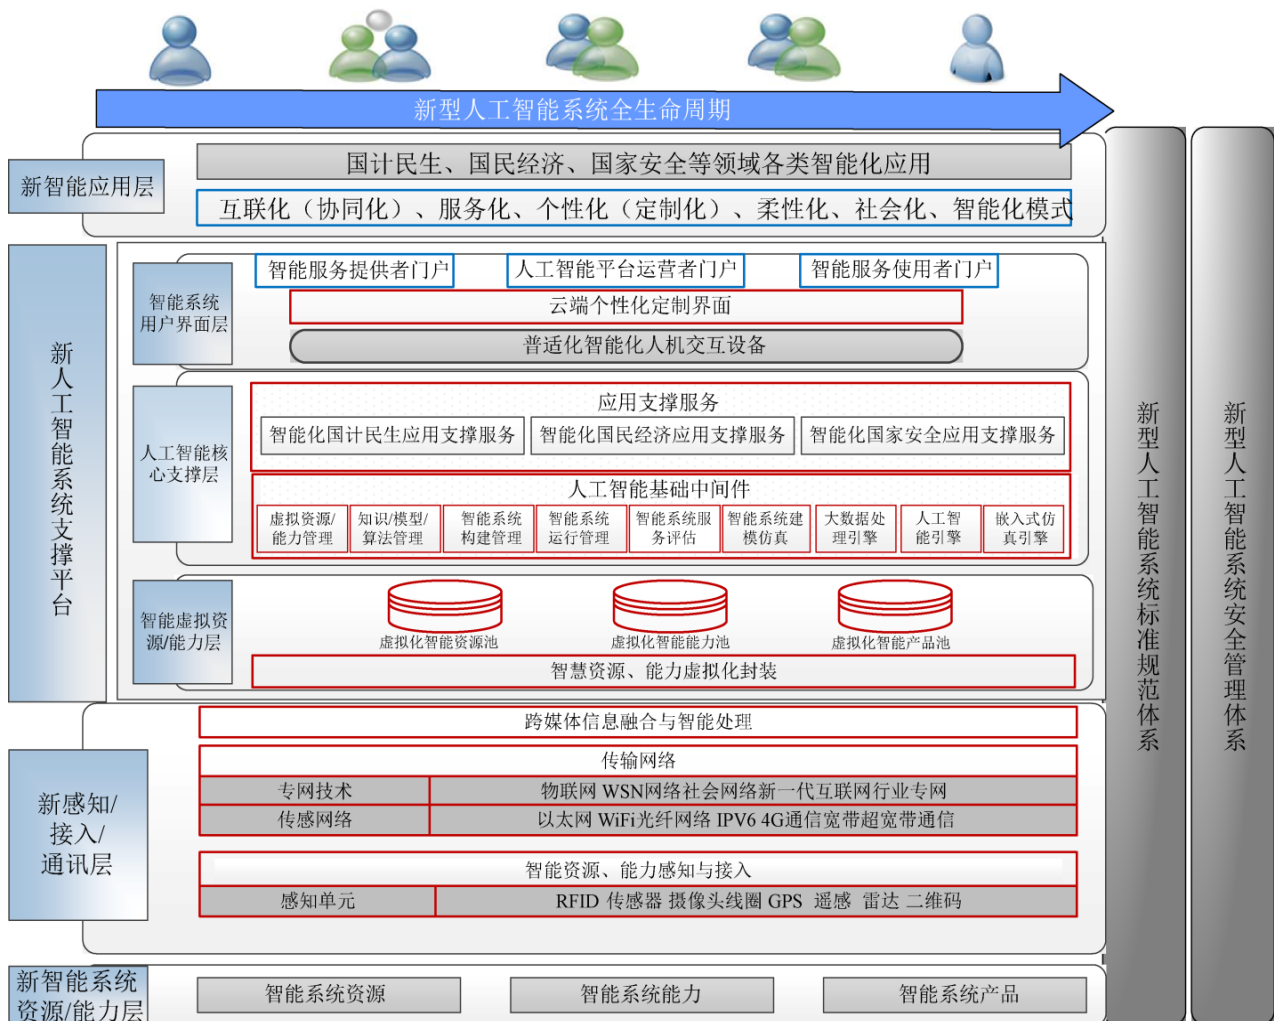 新型人工智能系统全生命周期
新智能应用层
国计民生、国民经济、国家安全等领域各类智能化应用
互联化（协同化）、服务化、个性化（定制化）、柔性化、社会化、智能化模式
新人工智能系统支撑平台
智能系统
用户界面层
智能服务提供者门户
人工智能平台运营者门户
智能服务使用者门户
云端个性化定制界面
普适化智能化人机交互设备
人工智能核
心支撑层
应用支撑服务
智能化国计民生应用支撑服务
智能化国民经济应用支撑服务
智能化国家安全应用支撑服务
人工智能基础中间件
虚拟资源/
能力管理
知识/模型/
算法管理
智能系统
构建管理
智能系统
运行管理
智能系统服
务评估
智能系统建
模仿真
大数据处
理引擎
人工智
能引擎
嵌入式仿
真引擎
智能虚拟资
源/能力层
虚拟化智能资源池
虚拟化智能能力池
虚拟化智能产品池
智慧资源、能力虚拟化封装
新感知/
接入/
通讯层
跨媒体信息融合与智能处理
传输网络
专网技术
物联网 WSN网络社会网络新一代互联网行业专网
传感网络
以太网 WiFi光纤网络 IPV6 4G通信宽带超宽带通信
智能资源、能力感知与接入
感知单元
RFID 传感器 摄像头线圈 GPS 遥感 雷达 二维码
新智能系统
资源/能力层
智能系统资源
智能系统能力
智能系统产品
新型人工智能系统标准规范体系
新型人工智能系统安全管理体系